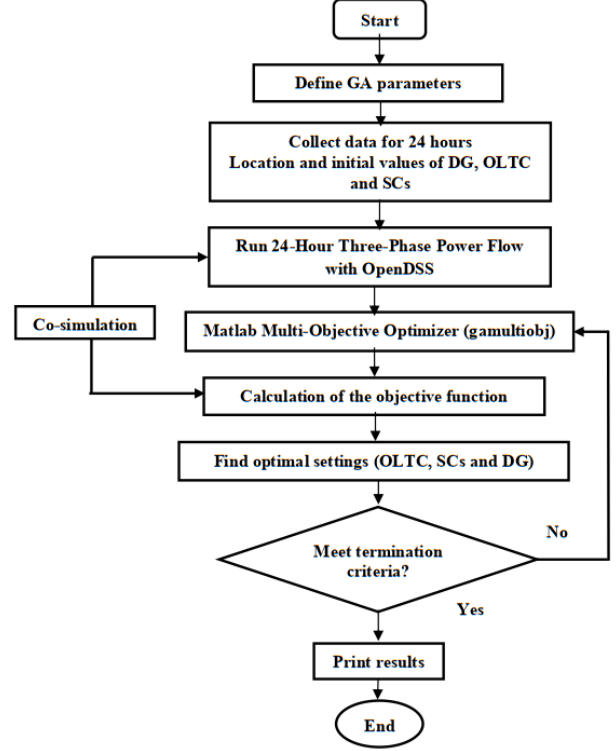 Start
Define GA parameters
Collect data for 24 hours
Location and initial values of DG, OLTC
and SCs
Run 24-Hour Three-Phase Power Flow
with OpenDSS
Co-simulation
Matlab Multi-Objective Optimizer (gamultiobj)
Calculation of the objective function
Find optimal settings (OLTC, SCs and DG)
No
Meet termination
criteria?
Yes
Print results
End